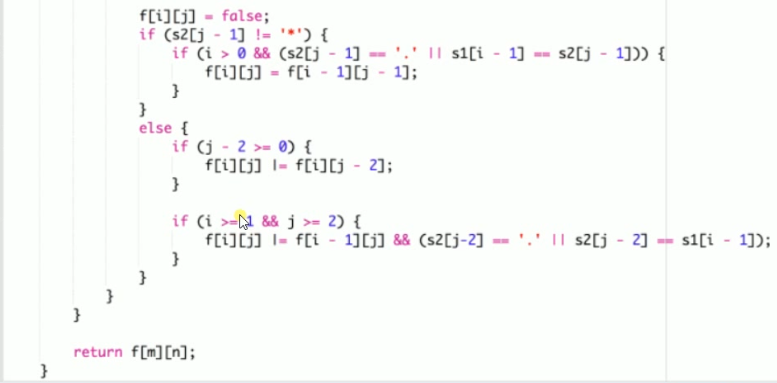 f[i][j] = false;
if (s2[j - 1] != '*') {
if (i > 0 && (s2[j - 1] == '.' || s1[i - 1] == s2[j - 1])) {
f[i][j] = f[i - 1][j - 1];
}
}
else {
if (j - 2 >= 0) {
f[i][j] |= f[i][j - 2];
}
if (i >= 1 && j >= 2) {
f[i][j] |= f[i - 1][j] && (s2[j-2] == '.' || s2[j - 2] == s1[i - 1]);
}
}
}
}
return f[m][n];
}